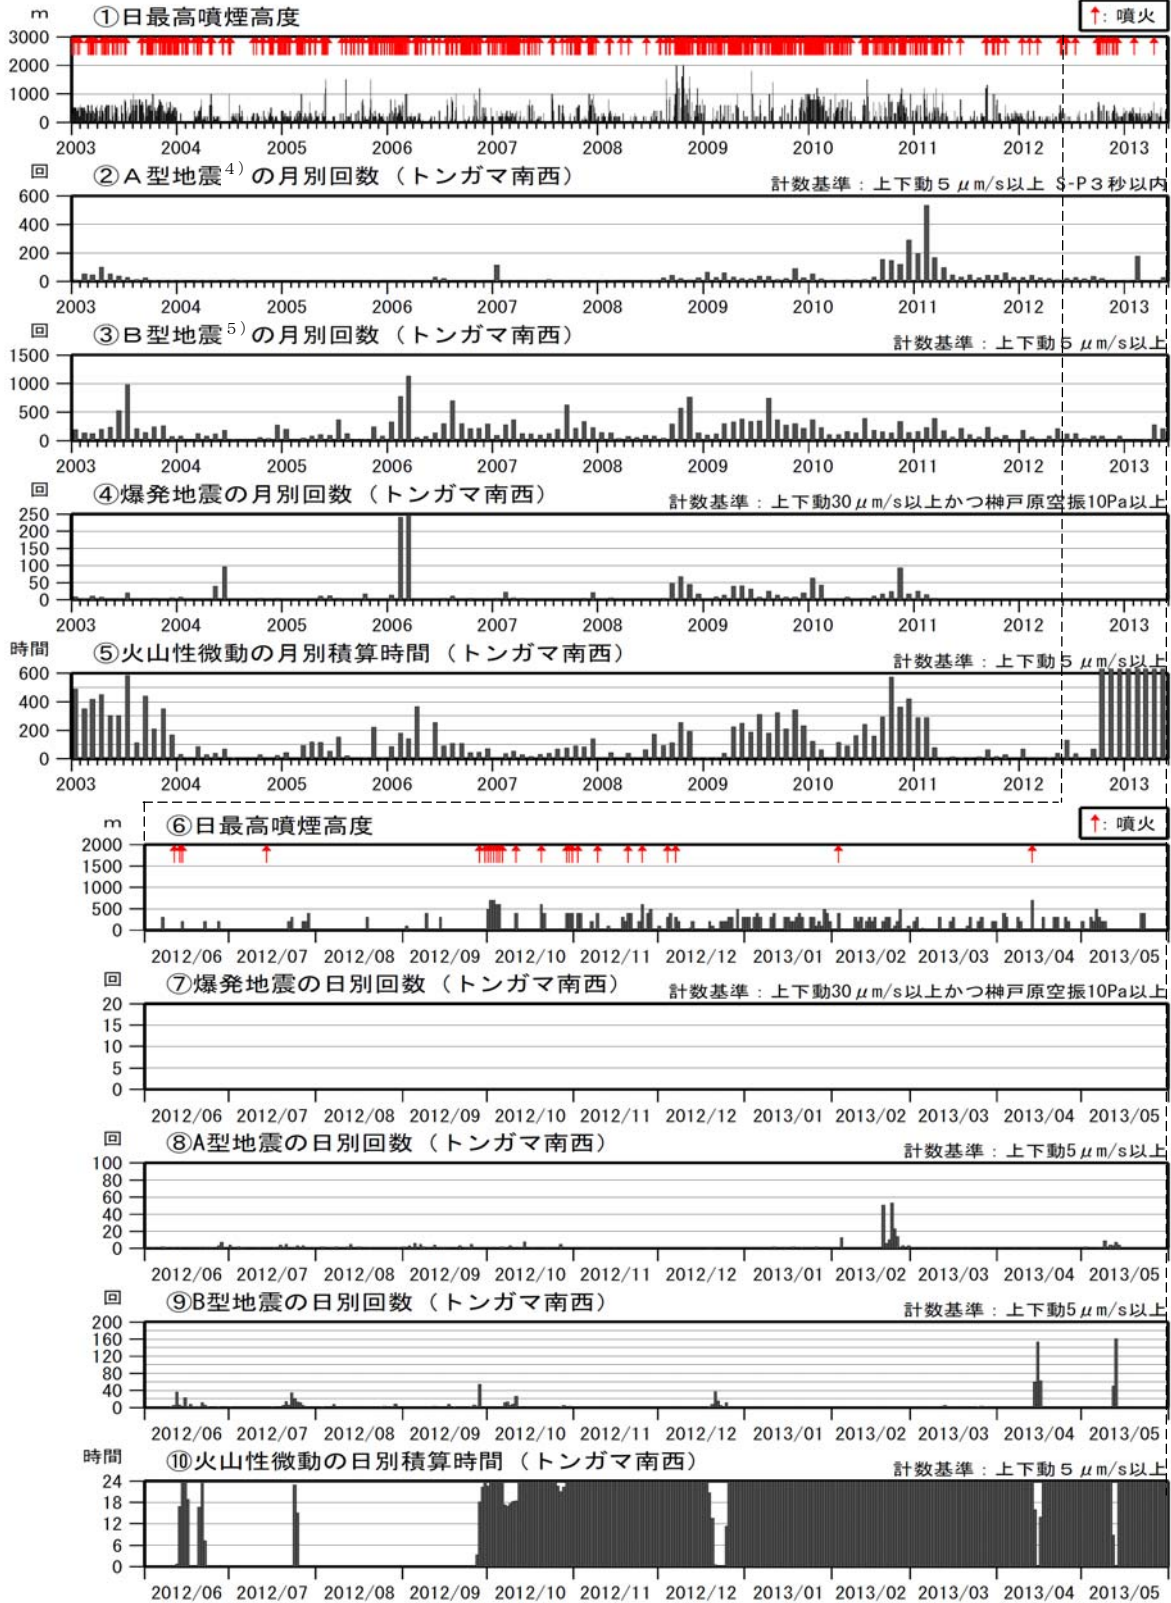 m ①日最高噴煙高度 ↑: 噴火
3000
2000
1000
0
2003 2004 2005 2006 2007 2008 2009 2010 2011 2012 2013
回 ②A型地震4)の月別回数（トンガマ南西） 計数基準：上下動5μm/s以上 S-P3秒以内
600
400
200
0
2003 2004 2005 2006 2007 2008 2009 2010 2011 2012 2013
回 ③B型地震5)の月別回数（トンガマ南西） 計数基準：上下動5μm/s以上
1500
1000
500
0
2003 2004 2005 2006 2007 2008 2009 2010 2011 2012 2013
回 ④爆発地震の月別回数（トンガマ南西） 計数基準：上下動30μm/s以上かつ榊戸原空振10Pa以上
250
200
150
100
50
0
2003 2004 2005 2006 2007 2008 2009 2010 2011 2012 2013
時間 ⑤火山性微動の月別積算時間（トンガマ南西） 計数基準：上下動5μm/s以上
600
400
200
0
2003 2004 2005 2006 2007 2008 2009 2010 2011 2012 2013
m ⑥日最高噴煙高度 ↑: 噴火
2000
1500
1000
500
0
2012/06 2012/07 2012/08 2012/09 2012/10 2012/11 2012/12 2013/01 2013/02 2013/03 2013/04 2013/05
回 ⑦爆発地震の日別回数（トンガマ南西） 計数基準：上下動30μm/s以上かつ榊戸原空振10Pa以上
20
15
10
5
0
2012/06 2012/07 2012/08 2012/09 2012/10 2012/11 2012/12 2013/01 2013/02 2013/03 2013/04 2013/05
回 ⑧A型地震の日別回数（トンガマ南西） 計数基準：上下動5μm/s以上
100
80
60
40
20
0
2012/06 2012/07 2012/08 2012/09 2012/10 2012/11 2012/12 2013/01 2013/02 2013/03 2013/04 2013/05
回 ⑨B型地震の日別回数（トンガマ南西） 計数基準：上下動5μm/s以上
200
160
120
80
40
0
2012/06 2012/07 2012/08 2012/09 2012/10 2012/11 2012/12 2013/01 2013/02 2013/03 2013/04 2013/05
時間 ⑩火山性微動の日別積算時間（トンガマ南西） 計数基準：上下動5μm/s以上
24
18
12
6
0
2012/06 2012/07 2012/08 2012/09 2012/10 2012/11 2012/12 2013/01 2013/02 2013/03 2013/04 2013/05